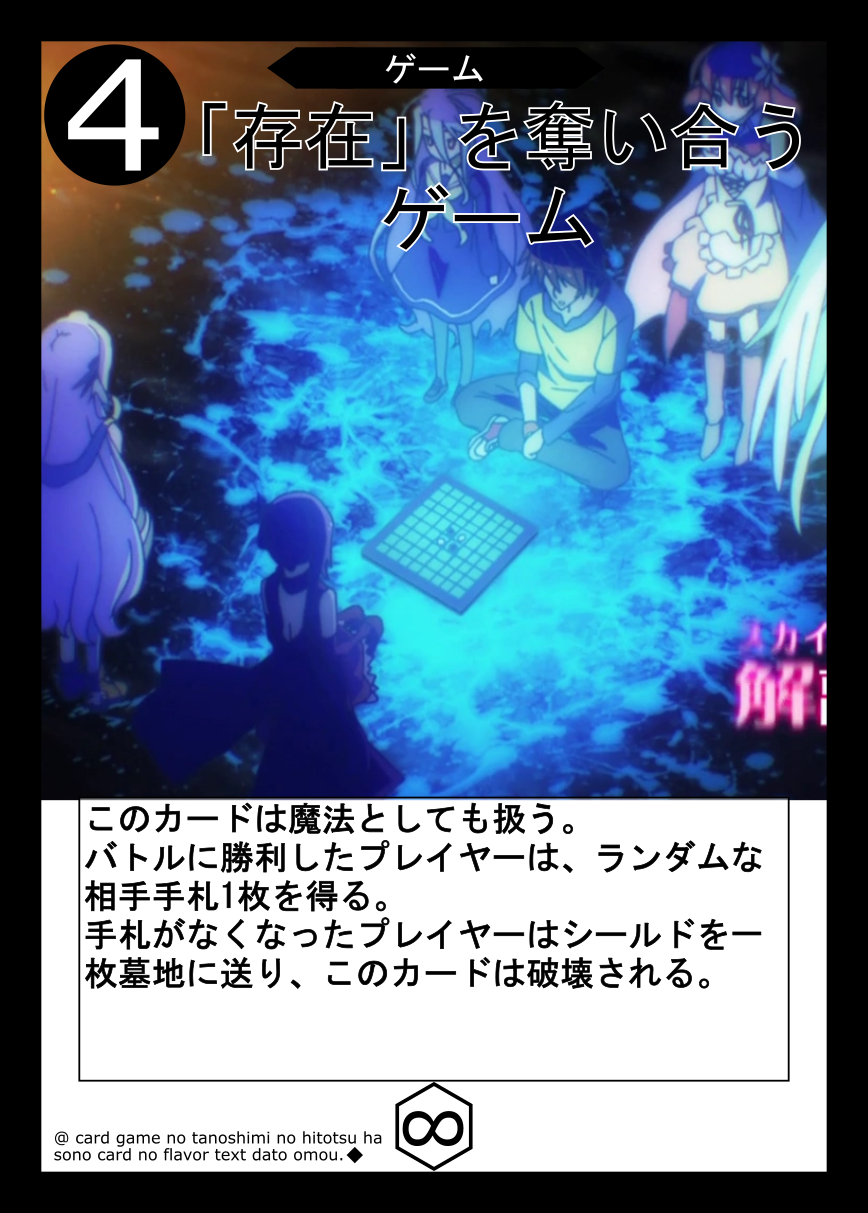 4
ゲーム
「存在」を奪い合う
ゲーム
スカイ
解
このカードは魔法としても扱う。
バトルに勝利したプレイヤーは、ランダムな
相手手札1枚を得る。
手札がなくなったプレイヤーはシールドを一
枚墓地に送り、このカードは破壊される。
∞
@ card game no tanoshimi no hitotsu ha
sono card no flavor text dato omou.◆